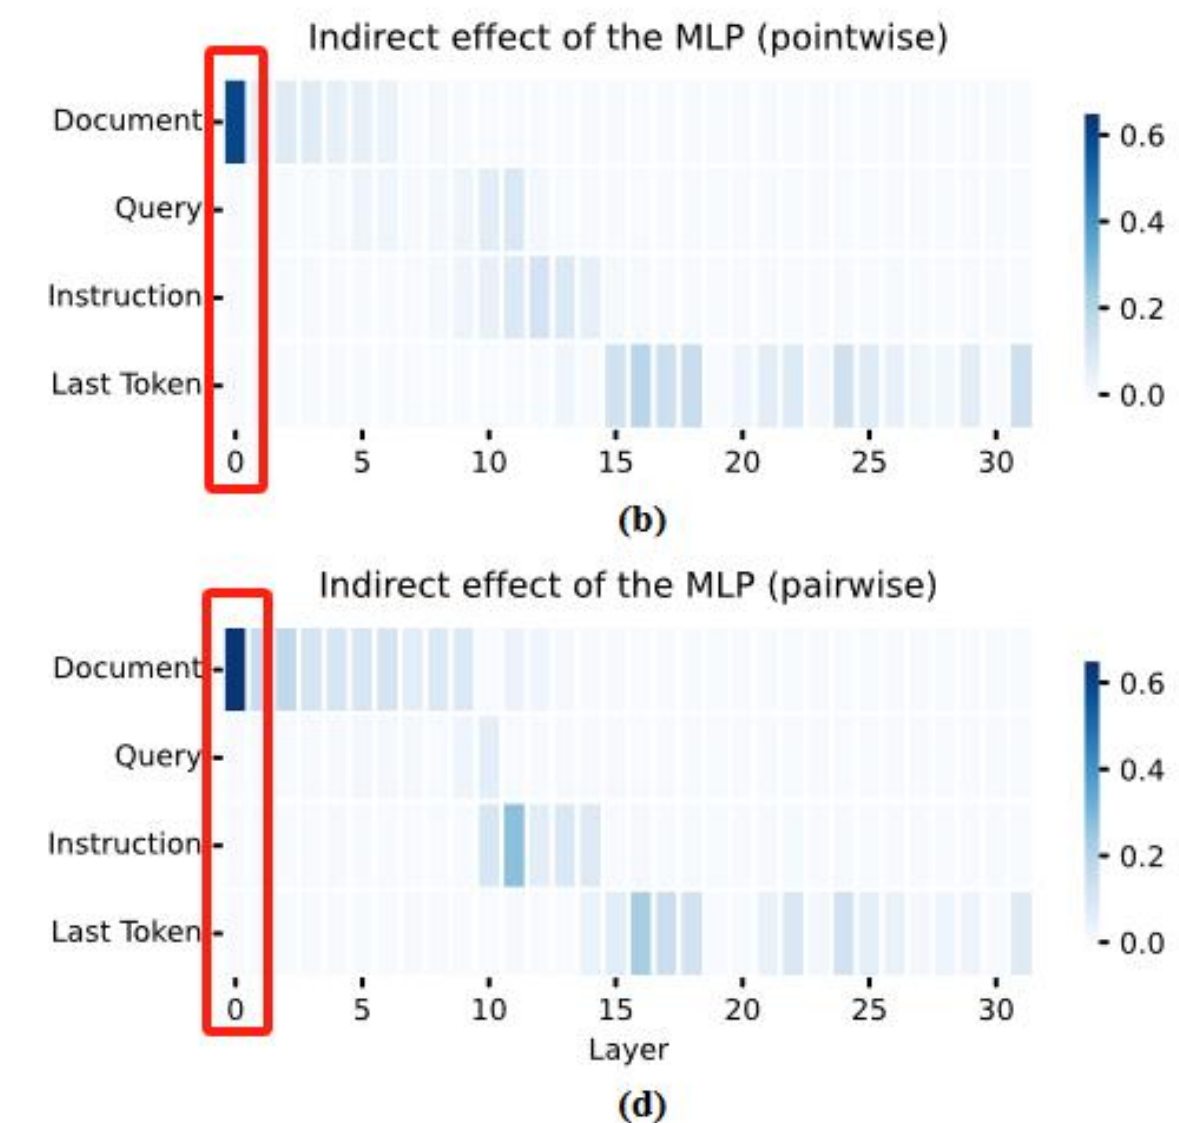 Indirect effect of the MLP (pointwise)
Document
Query
Instruction
Last Token
0 5 10 15 20 25 30
0.6
0.4
0.2
0.0
(b)
Indirect effect of the MLP (pairwise)
Document
Query
Instruction
Last Token
0 5 10 15 20 25 30
Layer
0.6
0.4
0.2
0.0
(d)